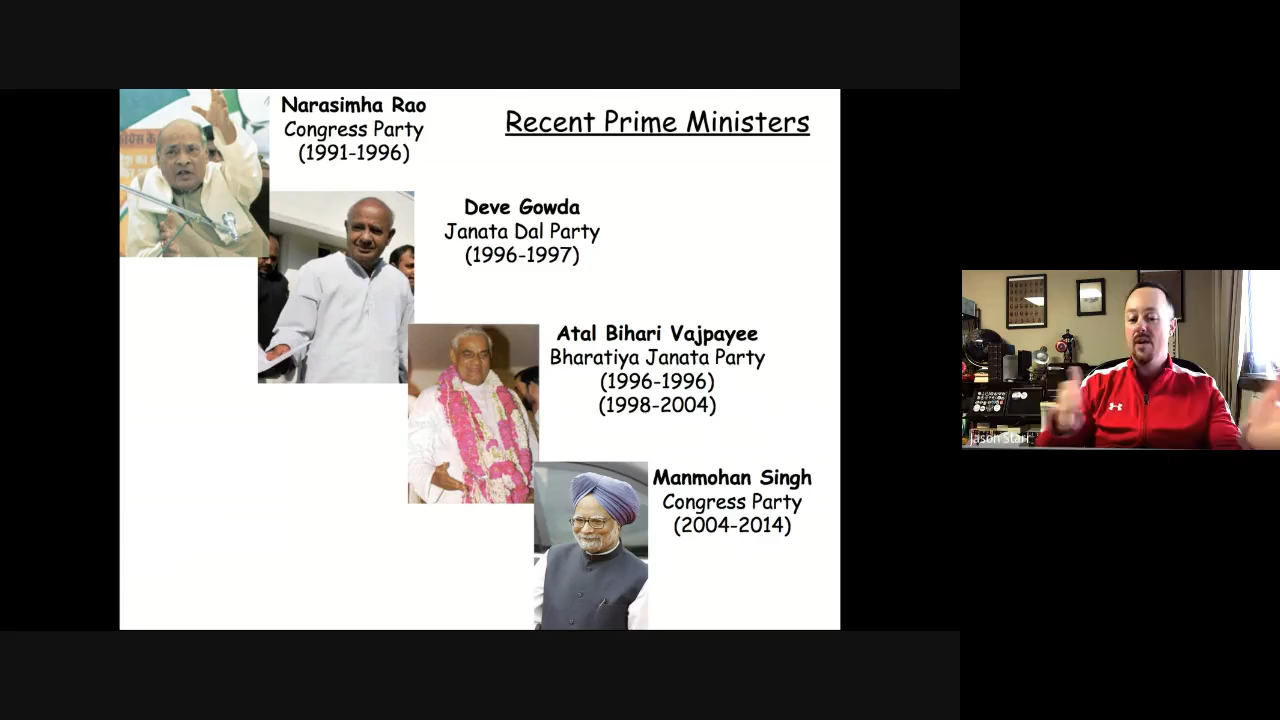 Narasimha Rao
Congress Party
(1991-1996)
Recent Prime Ministers
Deve Gowda
Janata Dal Party
(1996-1997)
Atal Bihari Vajpayee
Bharatiya Janata Party
(1996-1996)
(1998-2004)
Manmohan Singh
Congress Party
(2004-2014)
Jason Starr